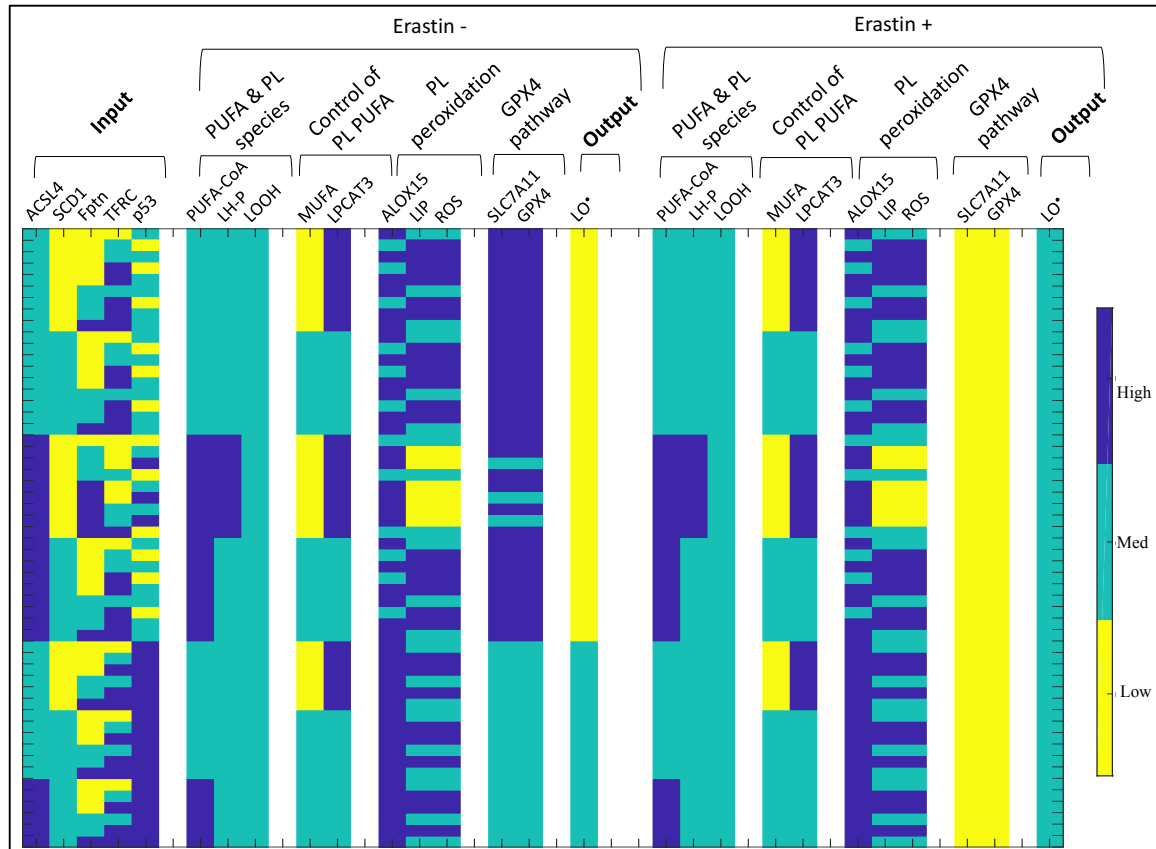 Erastin -
Erastin +
Input
PUFA & PL
species
Control of
PL PUFA
PL
peroxidation
GPX4
pathway
Output
PUFA & PL
species
Control of
PL PUFA
PL
peroxidation
GPX4
pathway
Output
ACSL4
SCD1
Fptn
TFRC
p53
PUFA-CoA
LH-P
LOOH
MUFA
LPCAT3
ALOX15
LIP
ROS
SLC7A11
GPX4
LO•
PUFA-CoA
LH-P
LOOH
MUFA
LPCAT3
ALOX15
LIP
ROS
SLC7A11
GPX4
LO•
High
Med
Low